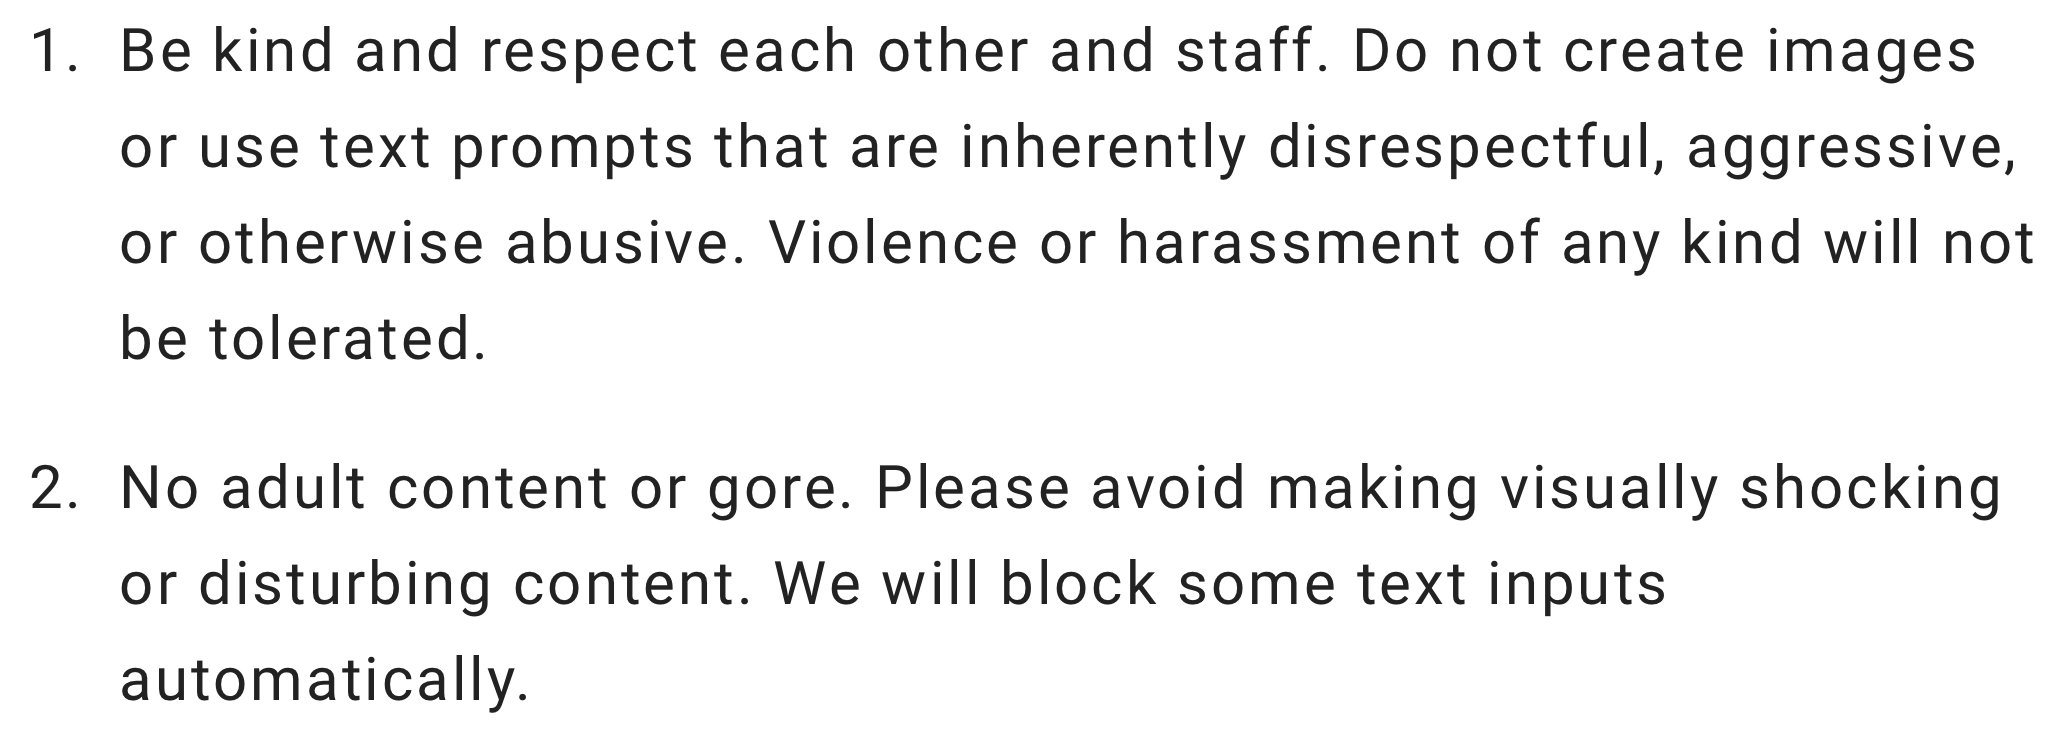 1. Be kind and respect each other and staff. Do not create images
or use text prompts that are inherently disrespectful, aggressive,
or otherwise abusive. Violence or harassment of any kind will not
be tolerated.
2. No adult content or gore. Please avoid making visually shocking
or disturbing content. We will block some text inputs
automatically.